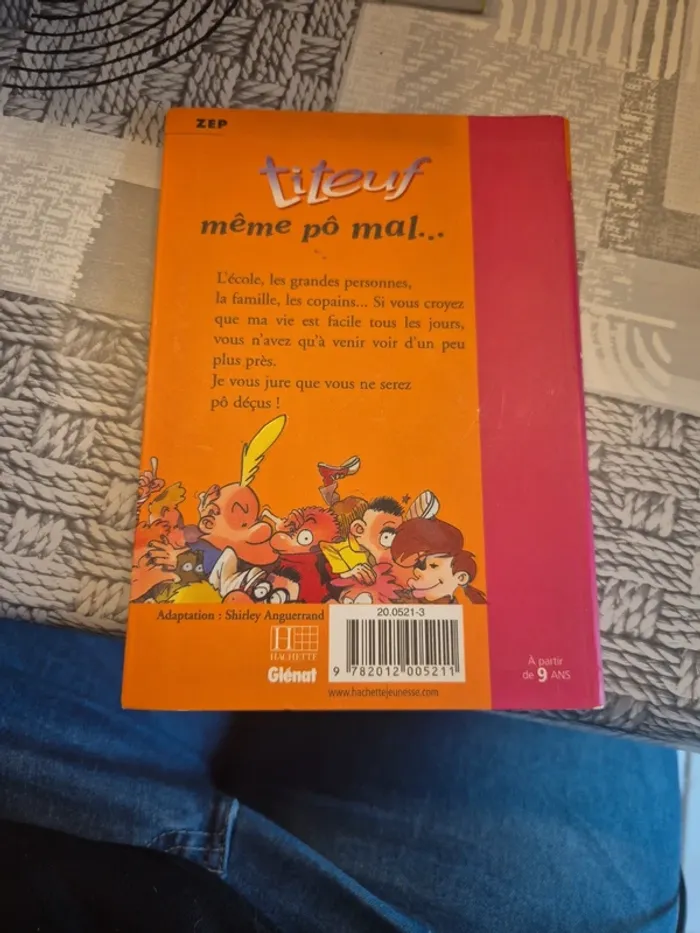 ZEP
titeuf
même pô mal...
L'école, les grandes personnes,
la famille, les copains... Si vous croyez
que ma vie est facile tous les jours,
vous n'avez qu'à venir voir d'un peu
plus près.
Je vous jure que vous ne serez
pô déçus !
Adaptation : Shirley Anguerrand
H
HACHETTE
Glénat
20.0521-3
9 782012 005211
www.hachettejeunesse.com
À partir
de 9 ANS